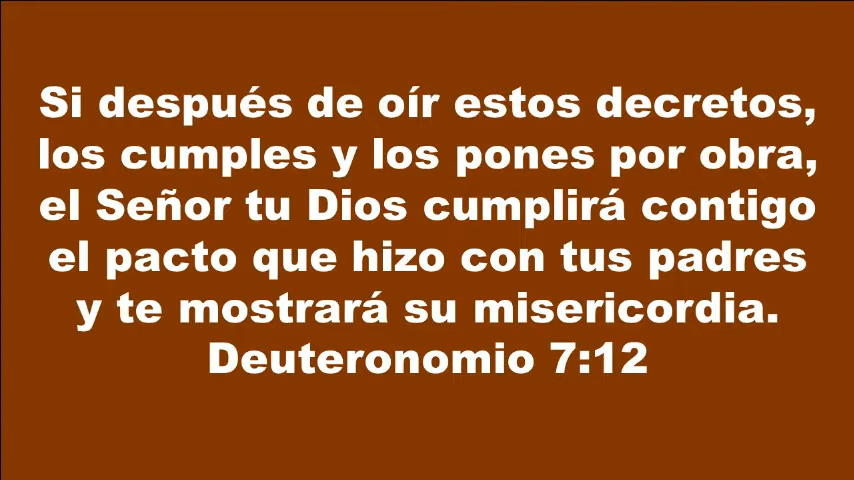 Si después de oír estos decretos,
los cumples y los pones por obra,
el Señor tu Dios cumplirá contigo
el pacto que hizo con tus padres
y te mostrará su misericordia.
Deuteronomio 7:12